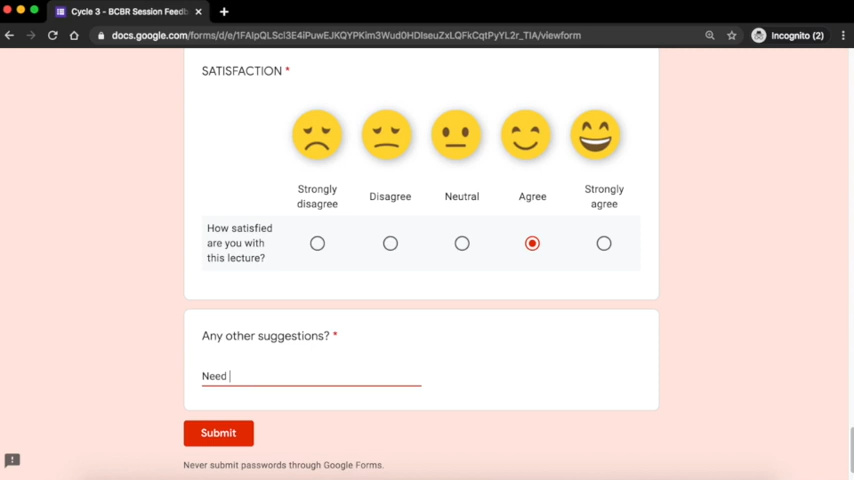 Cycle 3 - BCBR Session Feedb
docs.google.com/forms/d/e/1FAIpQLScl3E4iPuwEJKQYPKim3Wud0HDIseuZxLQFkCqtPyYL2r_TIA/viewform
Incognito (2)
SATISFACTION *
Strongly disagree
Disagree
Neutral
Agree
Strongly agree
How satisfied
are you with
this lecture?
Any other suggestions? *
Need
Submit
Never submit passwords through Google Forms.